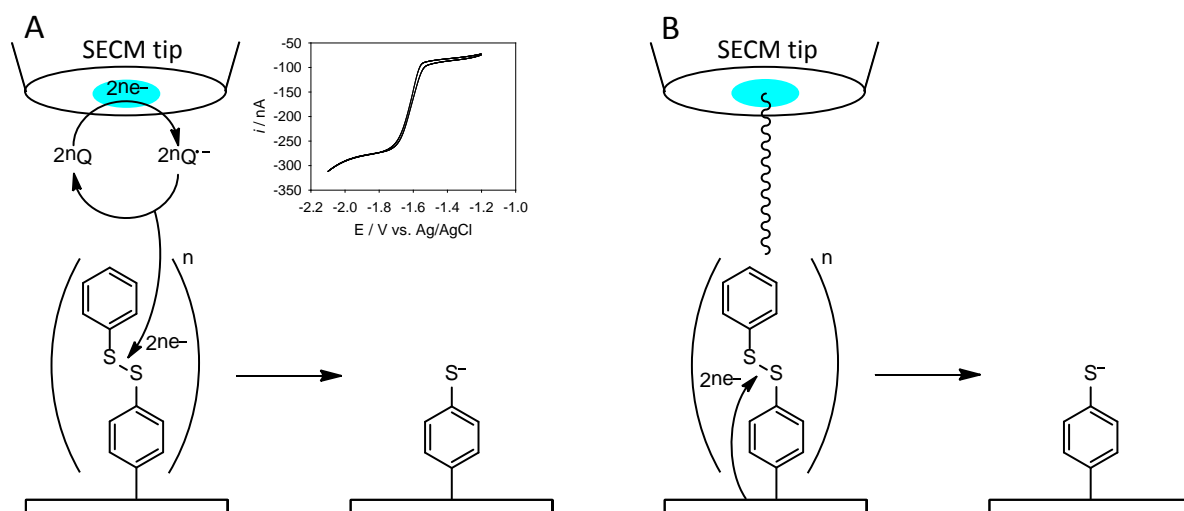 A
SECM tip
2ne-
2nQ
2nQ•−
i / nA
-50
-100
-150
-200
-250
-300
-350
-2.2 -2.0 -1.8 -1.6 -1.4 -1.2 -1.0
E / V vs. Ag/AgCl
n
2ne-
S
S
S−
B
SECM tip
n
S
S
2ne-
S−